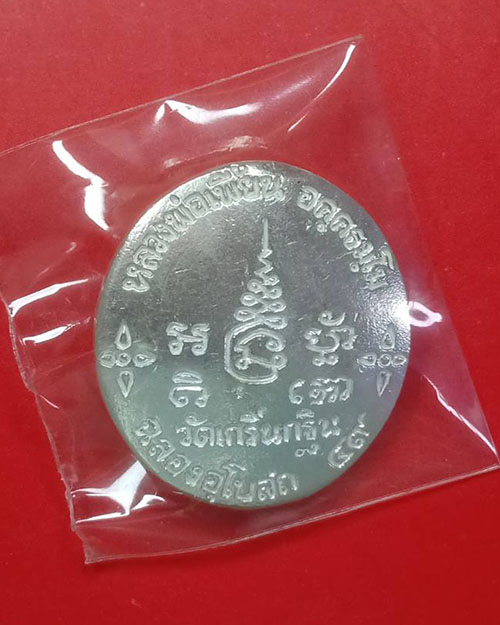 หลวงพ่อเพี้ยน อคฺคธมฺโม
วัดเกริ่นกฐิน
ฉลองอุโบสถ ๔๙